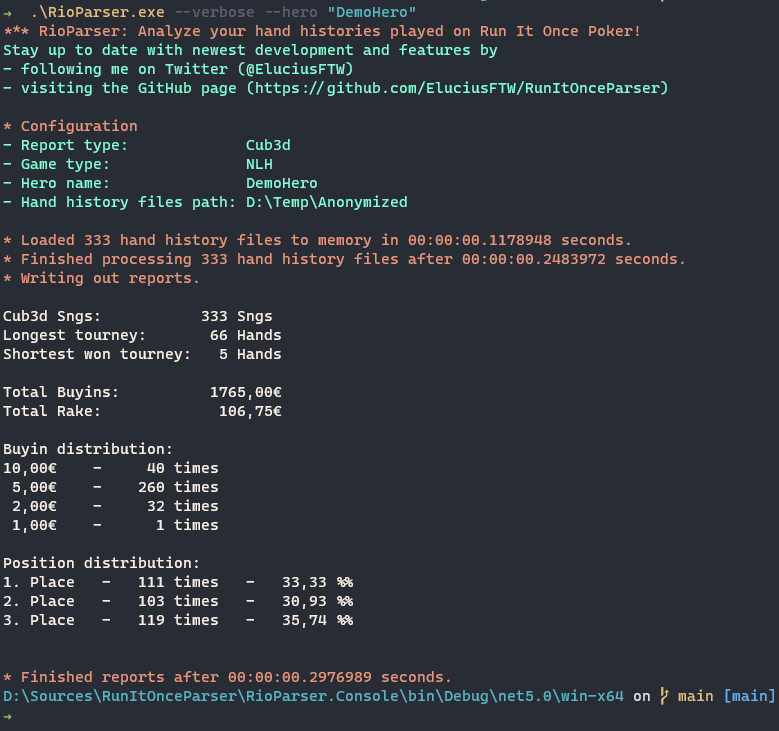 →  .\RioParser.exe --verbose --hero "DemoHero"
*** RioParser: Analyze your hand histories played on Run It Once Poker!
Stay up to date with newest development and features by
- following me on Twitter (@EluciusFTW)
- visiting the GitHub page (https://github.com/EluciusFTW/RunItOnceParser)

* Configuration
- Report type:             Cub3d
- Game type:               NLH
- Hero name:               DemoHero
- Hand history files path: D:\Temp\Anonymized

* Loaded 333 hand history files to memory in 00:00:00.1178948 seconds.
* Finished processing 333 hand history files after 00:00:00.2483972 seconds.
* Writing out reports.

Cub3d Sngs:           333 Sngs
Longest tourney:       66 Hands
Shortest won tourney:   5 Hands

Total Buyins:          1765,00€
Total Rake:             106,75€

Buyin distribution:
10,00€    -     40 times
 5,00€    -    260 times
 2,00€    -     32 times
 1,00€    -      1 times

Position distribution:
1. Place   -   111 times   -   33,33 %%
2. Place   -   103 times   -   30,93 %%
3. Place   -   119 times   -   35,74 %%

* Finished reports after 00:00:00.2976989 seconds.
D:\Sources\RunItOnceParser\RioParser.Console\bin\Debug\net5.0\win-x64 on main [main]
→